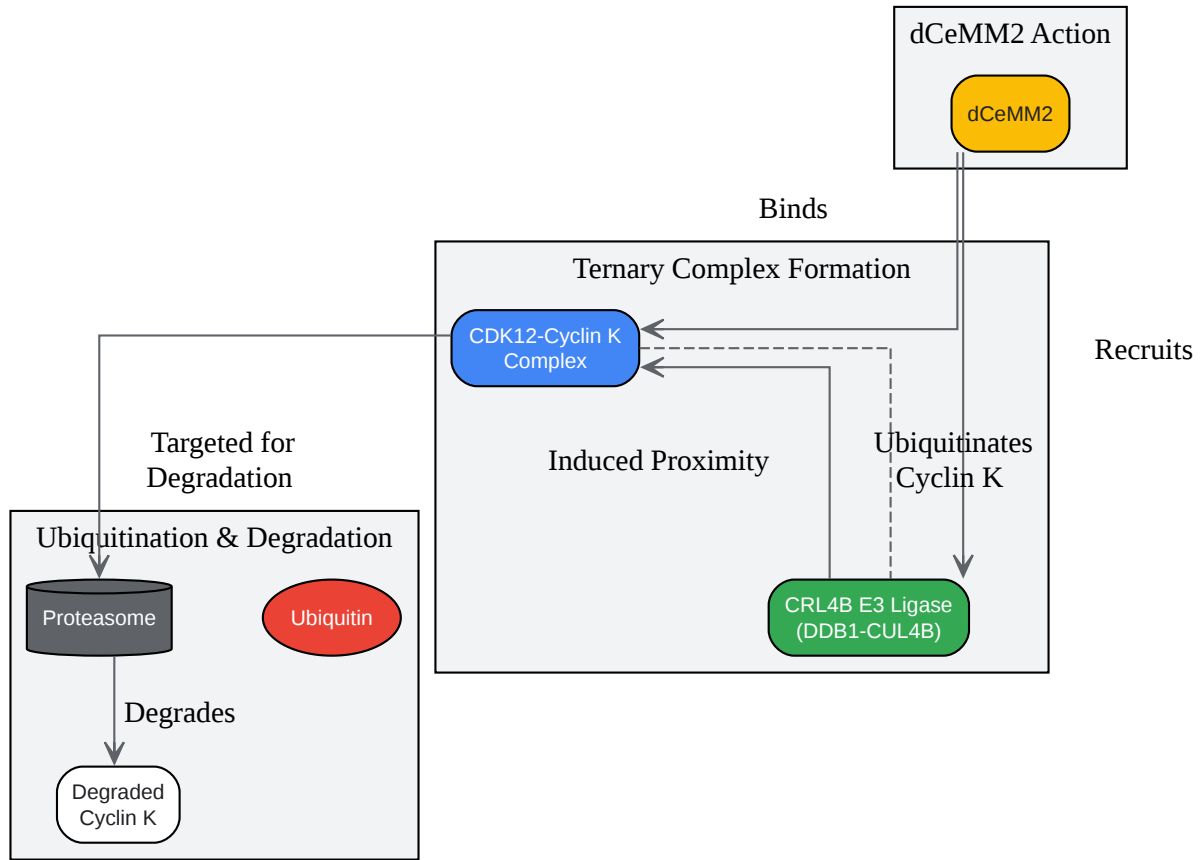 dCeMM2 Action
dCeMM2
Binds
Ternary Complex Formation
CDK12-Cyclin K
Complex
Recruits
Targeted for
Degradation
Induced Proximity
Ubiquitinates
Cyclin K
Ubiquitination & Degradation
Proteasome
Ubiquitin
CRL4B E3 Ligase
(DDB1-CUL4B)
Degrades
Degraded
Cyclin K